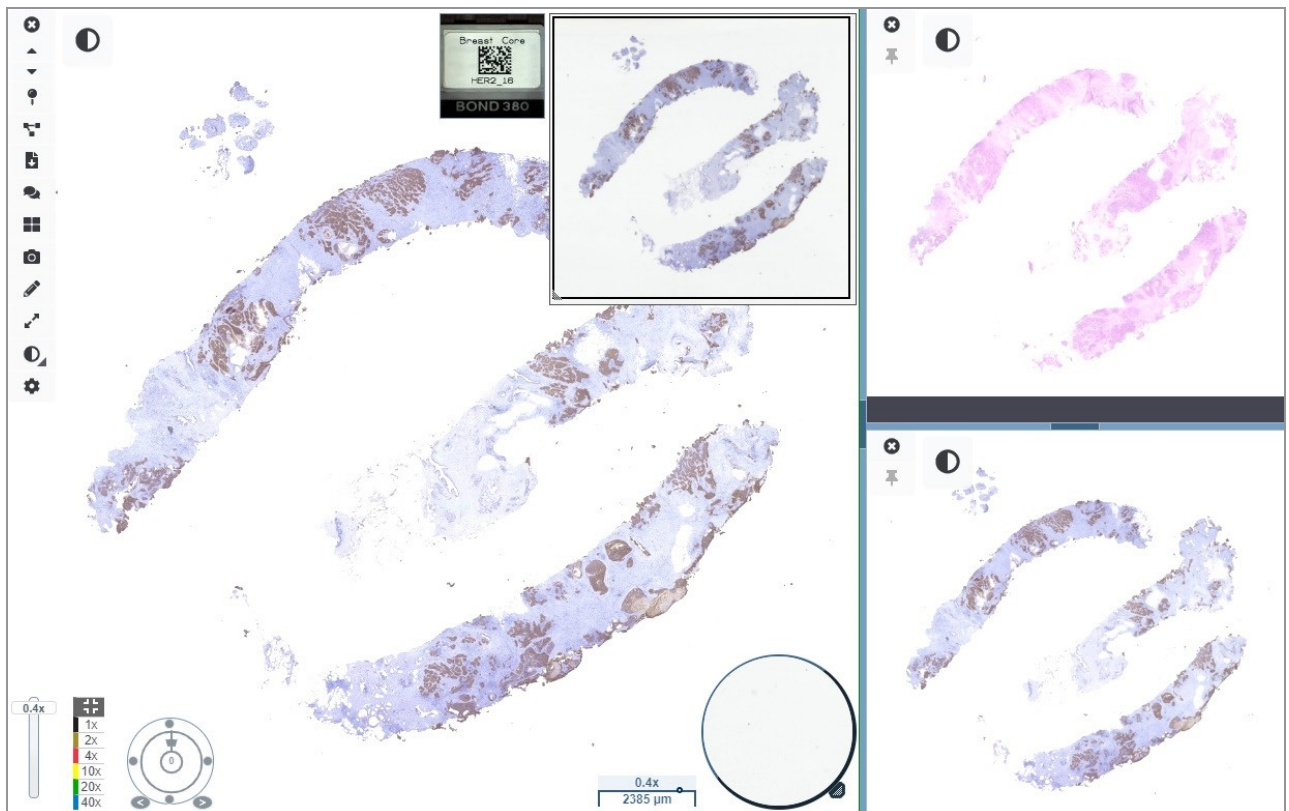 Breast Core
HER2_16
BOND 380
0.4x
1x
2x
4x
10x
20x
40x
0
0.4x
2385 µm